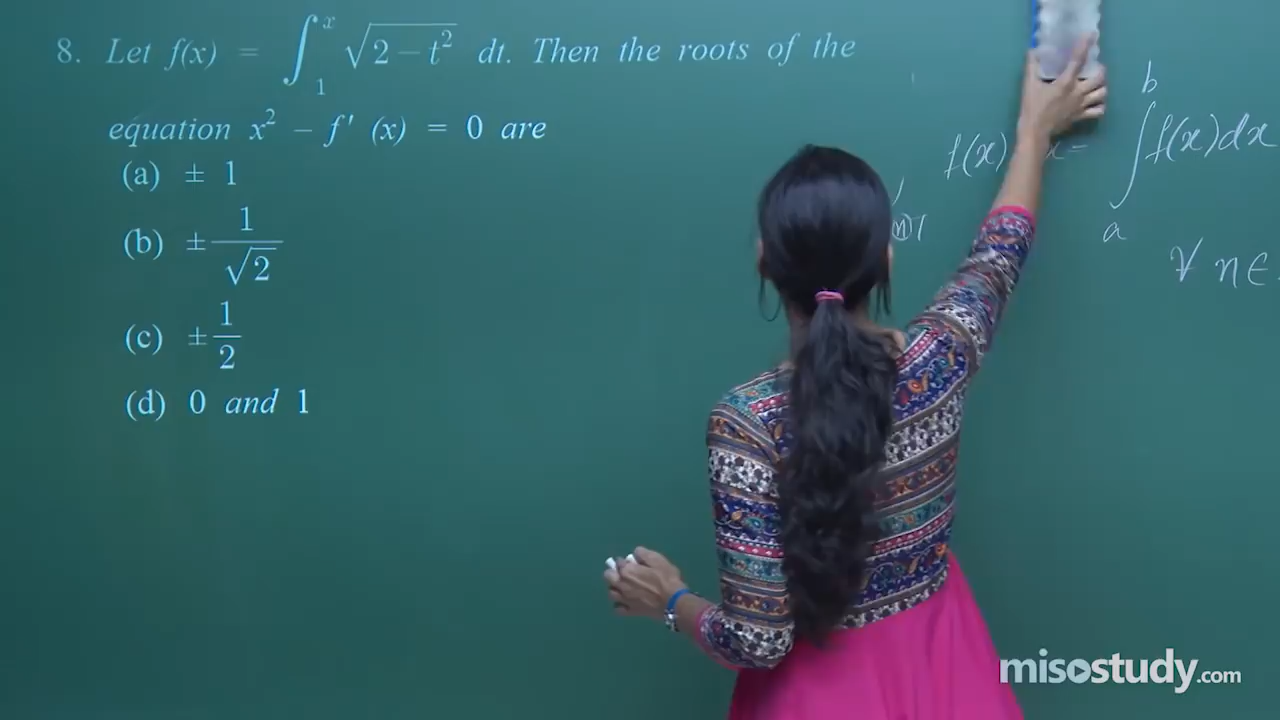 8. Let f(x) = ∫₁ˣ √(2 − t²) dt. Then the roots of the
equation x² − f' (x) = 0 are
(a) ± 1
(b) ± 1/√2
(c) ± 1/2
(d) 0 and 1
f(x) x = ∫ₐᵇ f(x)dx
∀ n ∈
misostudy.com